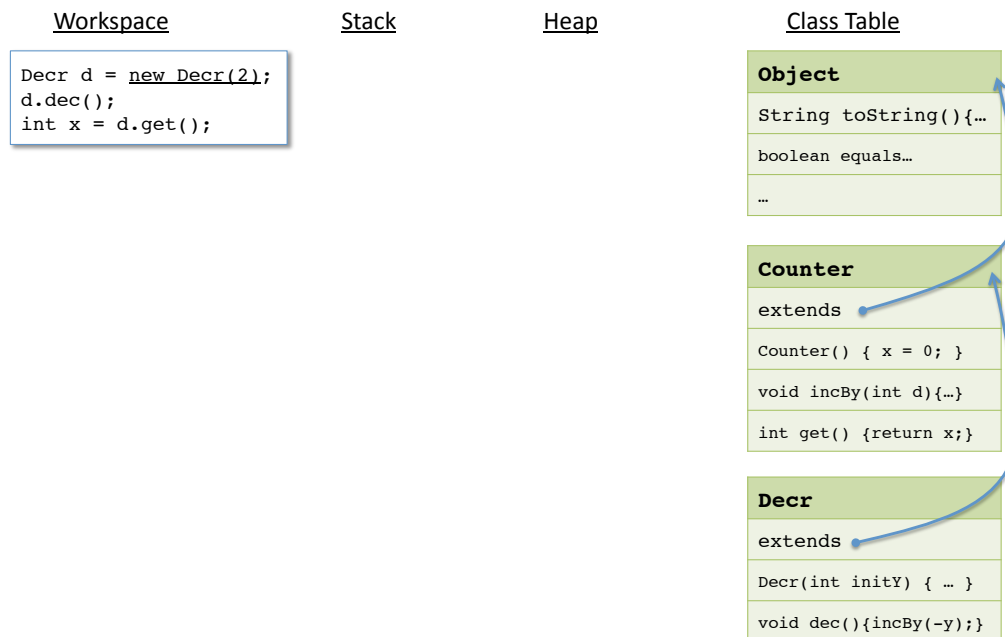 Workspace
Stack
Heap
Class Table
Decr d = new Decr(2);
d.dec();
int x = d.get();
Object
String toString(){…
boolean equals…
…
Counter
extends
Counter() { x = 0; }
void incBy(int d){…}
int get() {return x;}
Decr
extends
Decr(int initY) { … }
void dec(){incBy(-y);}